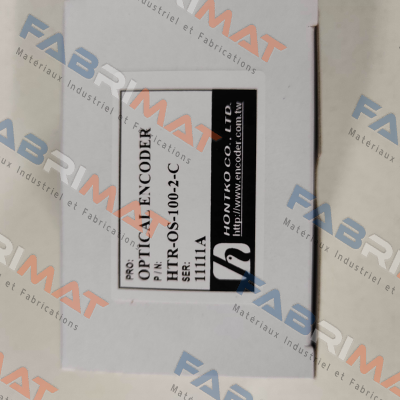 PRO: OPTICAL ENCODER
P/N: HTR-OS-100-2-C
SER: 11111A
HONTKO CO., LTD.
http://www.encoder.com.tw
FABRIMAT
Matériaux Industriel et Fabrications